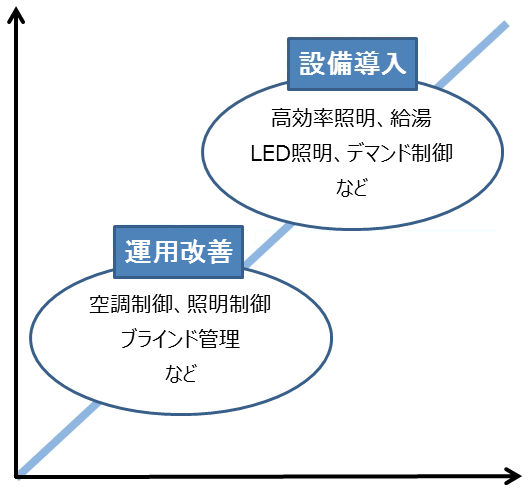 設備導入
高効率照明、給湯
LED照明、デマンド制御
など
運用改善
空調制御、照明制御
ブラインド管理
など